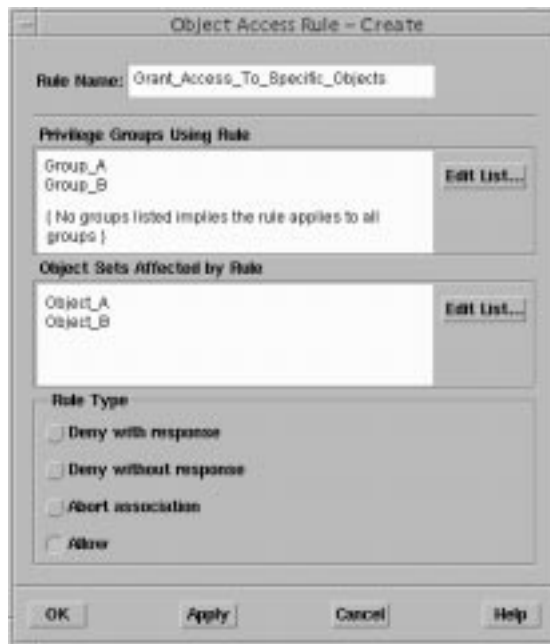 Object Access Rule - Create
Rule Name: Grant_Access_To_Specific_Objects
Privilege Groups Using Rule
Group_A
Group_B
( No groups listed implies the rule applies to all
groups )
Edit List...
Object Sets Affected by Rule
Object_A
Object_B
Edit List...
Rule Type
Deny with response
Deny without response
Abort association
Allow
OK Apply Cancel Help